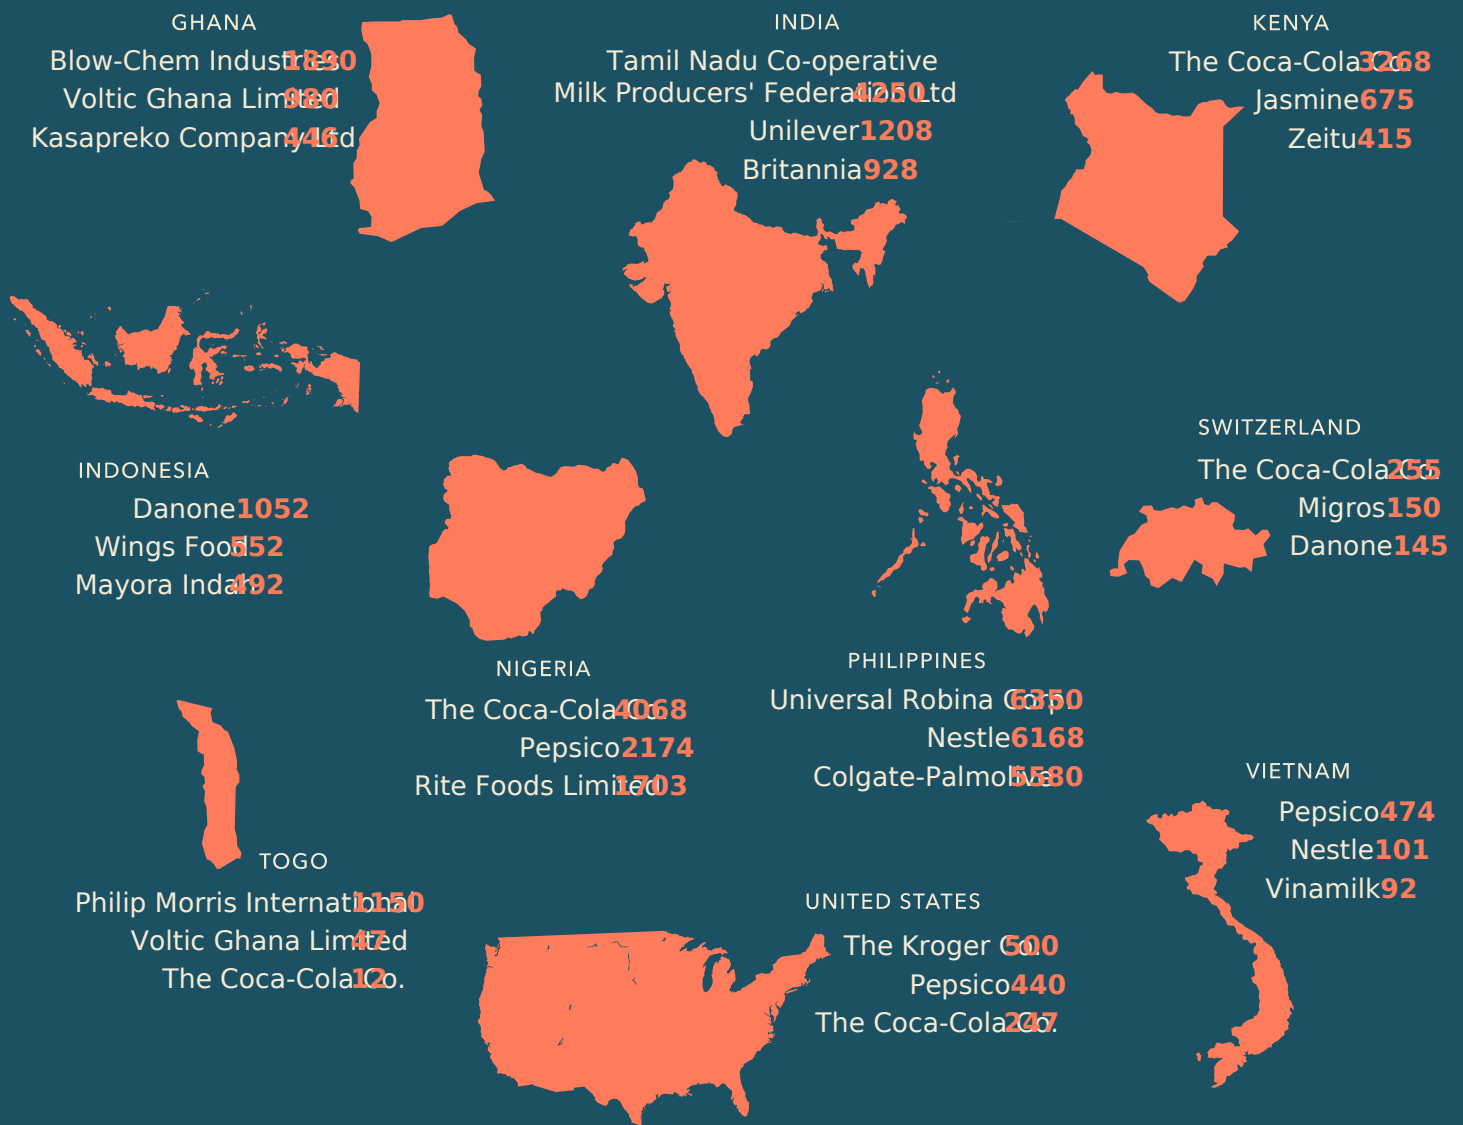 GHANA
Blow-Chem Industries 1890
Voltic Ghana Limited 980
Kasapreko Company Ltd 446
INDIA
Tamil Nadu Co-operative
Milk Producers' Federation Ltd 4250
Unilever 1208
Britannia 928
KENYA
The Coca-Cola Co. 3268
Jasmine 675
Zeitu 415
INDONESIA
Danone 1052
Wings Food 552
Mayora Indah 492
NIGERIA
The Coca-Cola Co. 4068
Pepsico 2174
Rite Foods Limited 1703
PHILIPPINES
Universal Robina Corp. 6350
Nestle 6168
Colgate-Palmolive 5580
SWITZERLAND
The Coca-Cola Co. 255
Migros 150
Danone 145
TOGO
Philip Morris International 1150
Voltic Ghana Limited 47
The Coca-Cola Co. 12
UNITED STATES
The Kroger Co. 500
Pepsico 440
The Coca-Cola Co. 247
VIETNAM
Pepsico 474
Nestle 101
Vinamilk 92